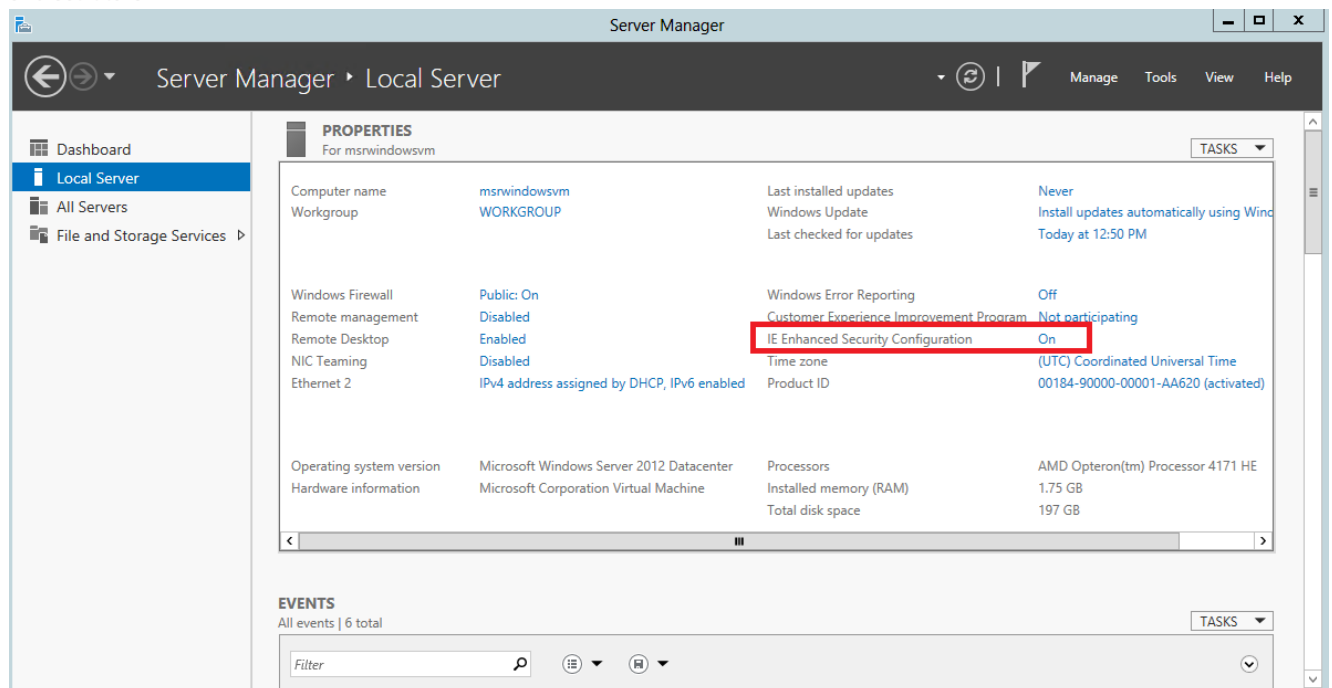 Server Manager
Server Manager • Local Server
Manage Tools View Help
Dashboard
Local Server
All Servers
File and Storage Services
PROPERTIES
For msrwindowsvm
TASKS
Computer name msrwindowsvm Last installed updates Never
Workgroup WORKGROUP Windows Update Install updates automatically using Wind
Last checked for updates Today at 12:50 PM
Windows Firewall Public: On Windows Error Reporting Off
Remote management Disabled Customer Experience Improvement Program Not participating
Remote Desktop Enabled IE Enhanced Security Configuration On
NIC Teaming Disabled Time zone (UTC) Coordinated Universal Time
Ethernet 2 IPv4 address assigned by DHCP, IPv6 enabled Product ID 00184-90000-00001-AA620 (activated)
Operating system version Microsoft Windows Server 2012 Datacenter Processors AMD Opteron(tm) Processor 4171 HE
Hardware information Microsoft Corporation Virtual Machine Installed memory (RAM) 1.75 GB
Total disk space 197 GB
EVENTS
All events | 6 total
TASKS
Filter